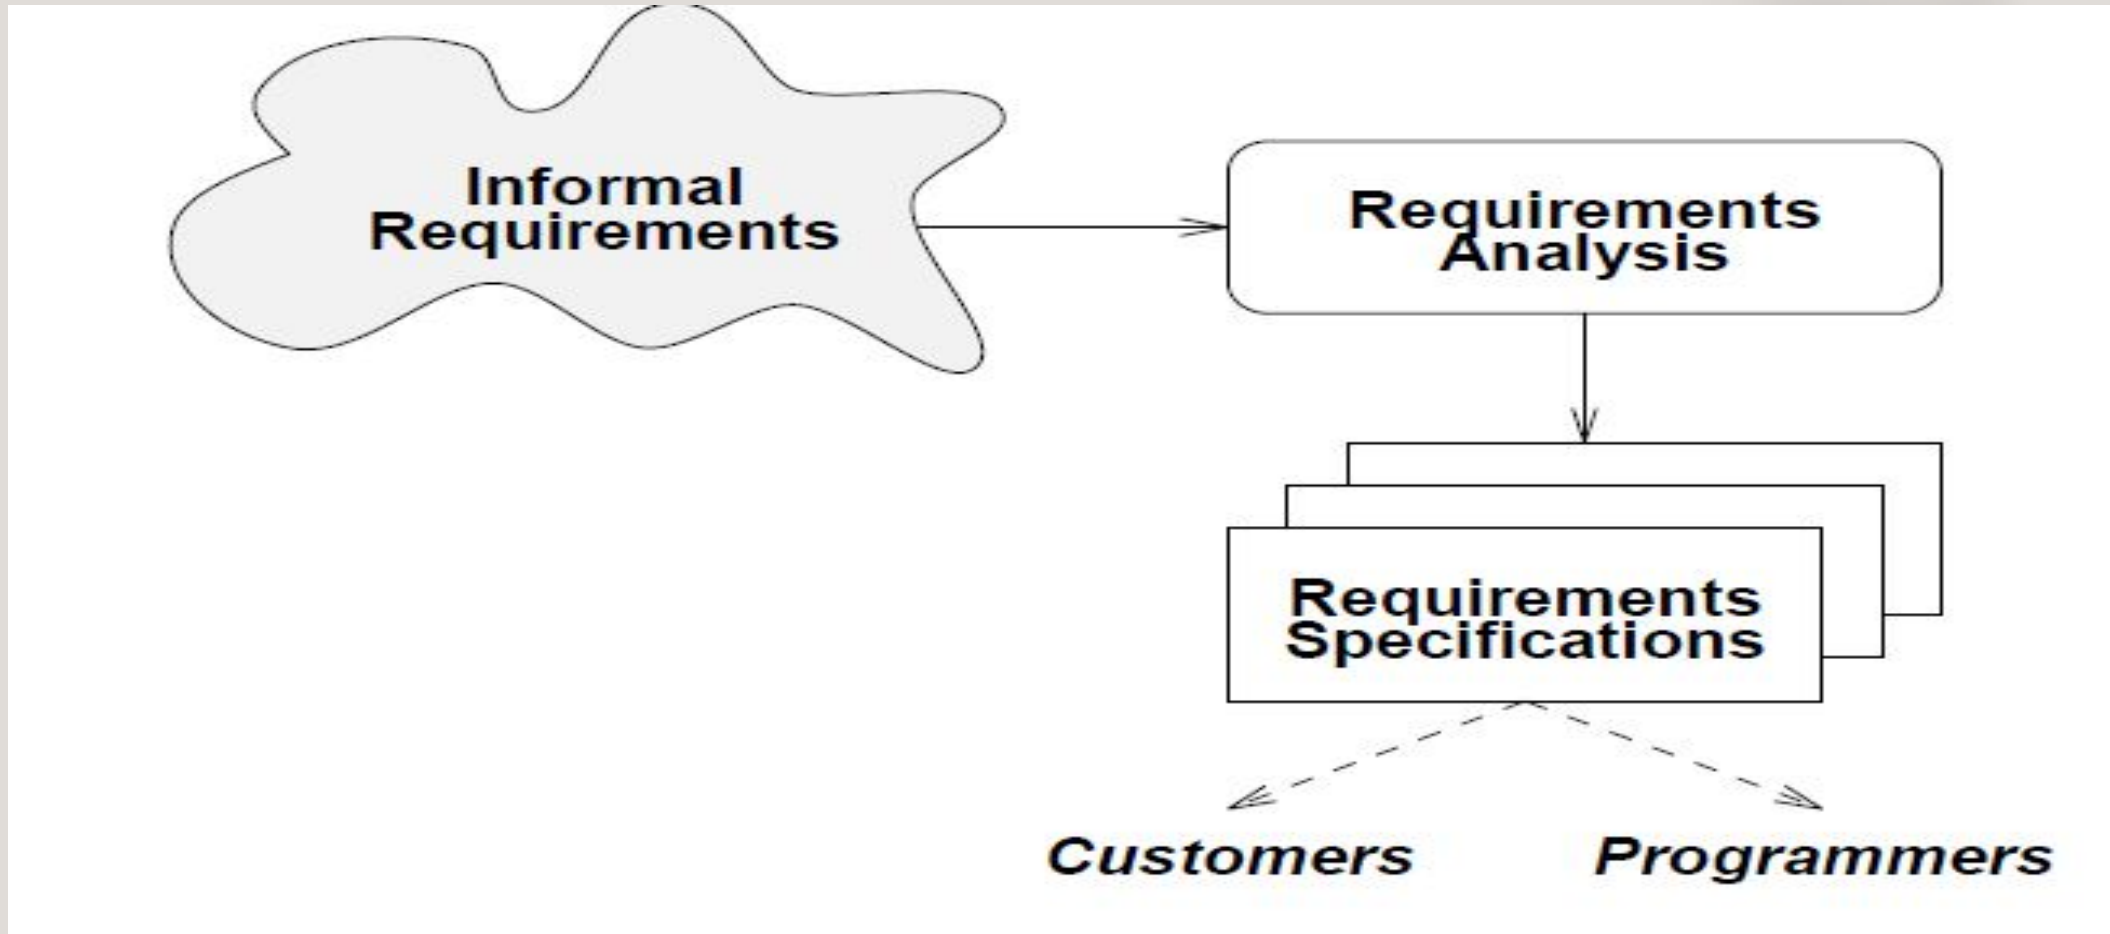 Informal
Requirements
Requirements
Analysis
Requirements
Specifications
Customers
Programmers